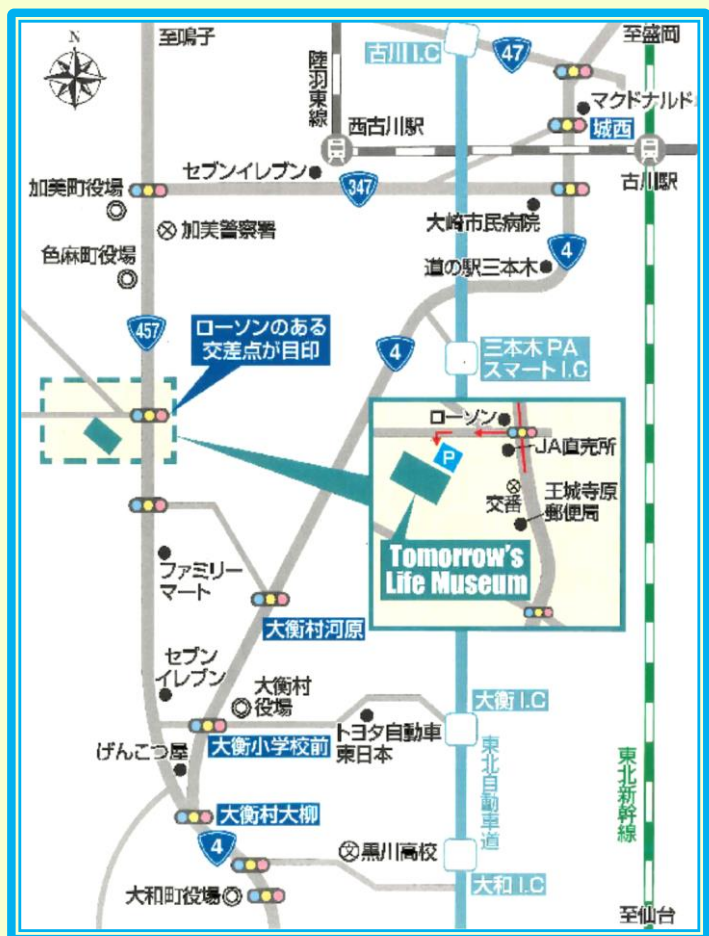 N
至鳴子
古川I.C
47
至盛岡
陸羽東線
マクドナルド
西古川駅
城西
セブンイレブン
347
古川駅
加美町役場
加美警察署
大崎市民病院
4
色麻町役場
道の駅三本木
457
ローソンのある
交差点が目印
4
三本木PA
スマートI.C
ローソン
P
JA直売所
交番
王城寺原
郵便局
Tomorrow's
Life Museum
ファミリー
マート
大衡村河原
セブン
イレブン
大衡村
役場
大衡I.C
大衡小学校前
トヨタ自動車
東日本
げんこつ屋
東北自動車道
東北新幹線
大衡村大柳
4
文
黒川高校
大和町役場
大和I.C
至仙台